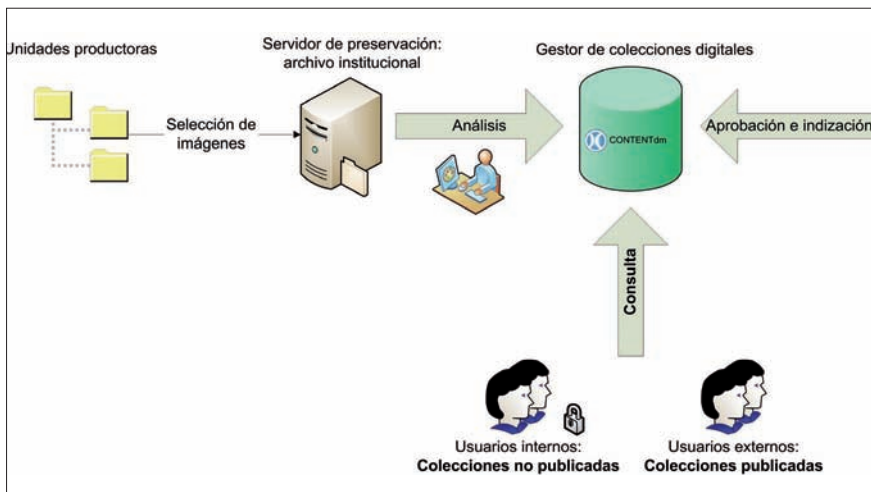 Unidades productoras
Servidor de preservación:
archivo institucional
Gestor de colecciones digitales
Selección de
imágenes
Análisis
CONTENTdm
Aprobación e indización
Consulta
Usuarios internos:
Colecciones no publicadas
Usuarios externos:
Colecciones publicadas